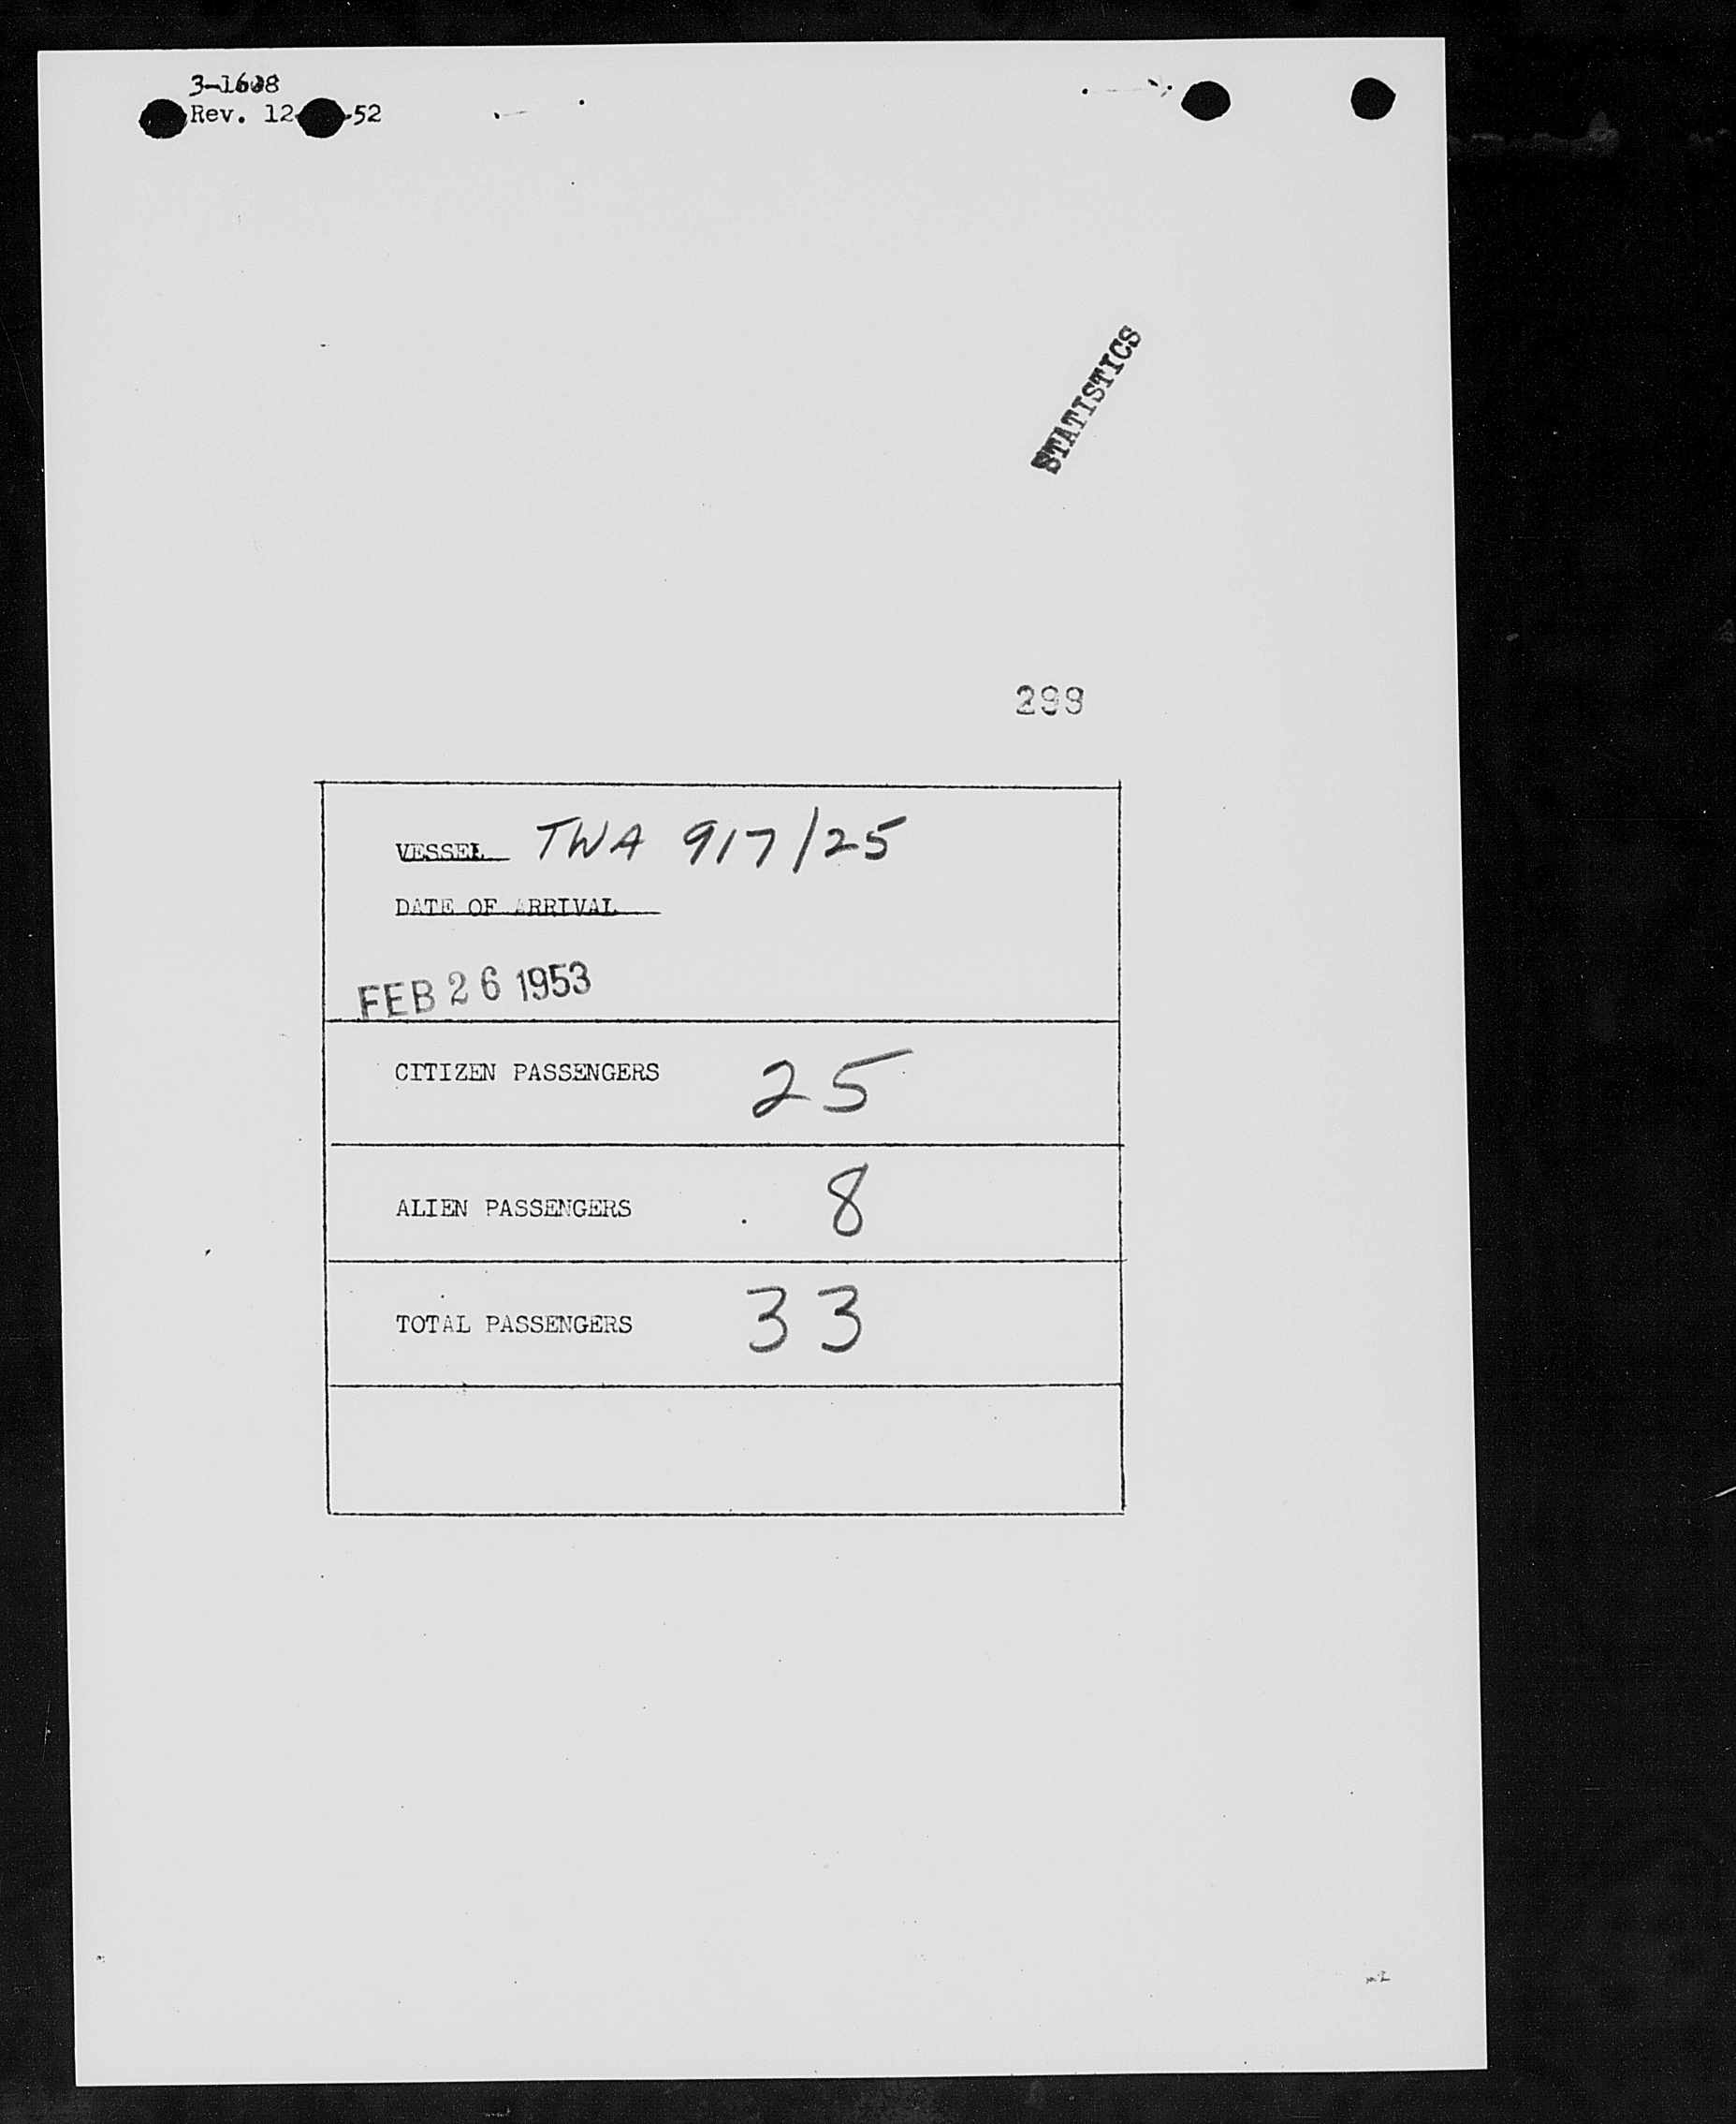 3-1608
Rev. 12- -52
STATISTICS
299
VESSEL TWA 917/25
DATE OF ARRIVAL
FEB 26 1953
CITIZEN PASSENGERS 25
ALIEN PASSENGERS 8
TOTAL PASSENGERS 33